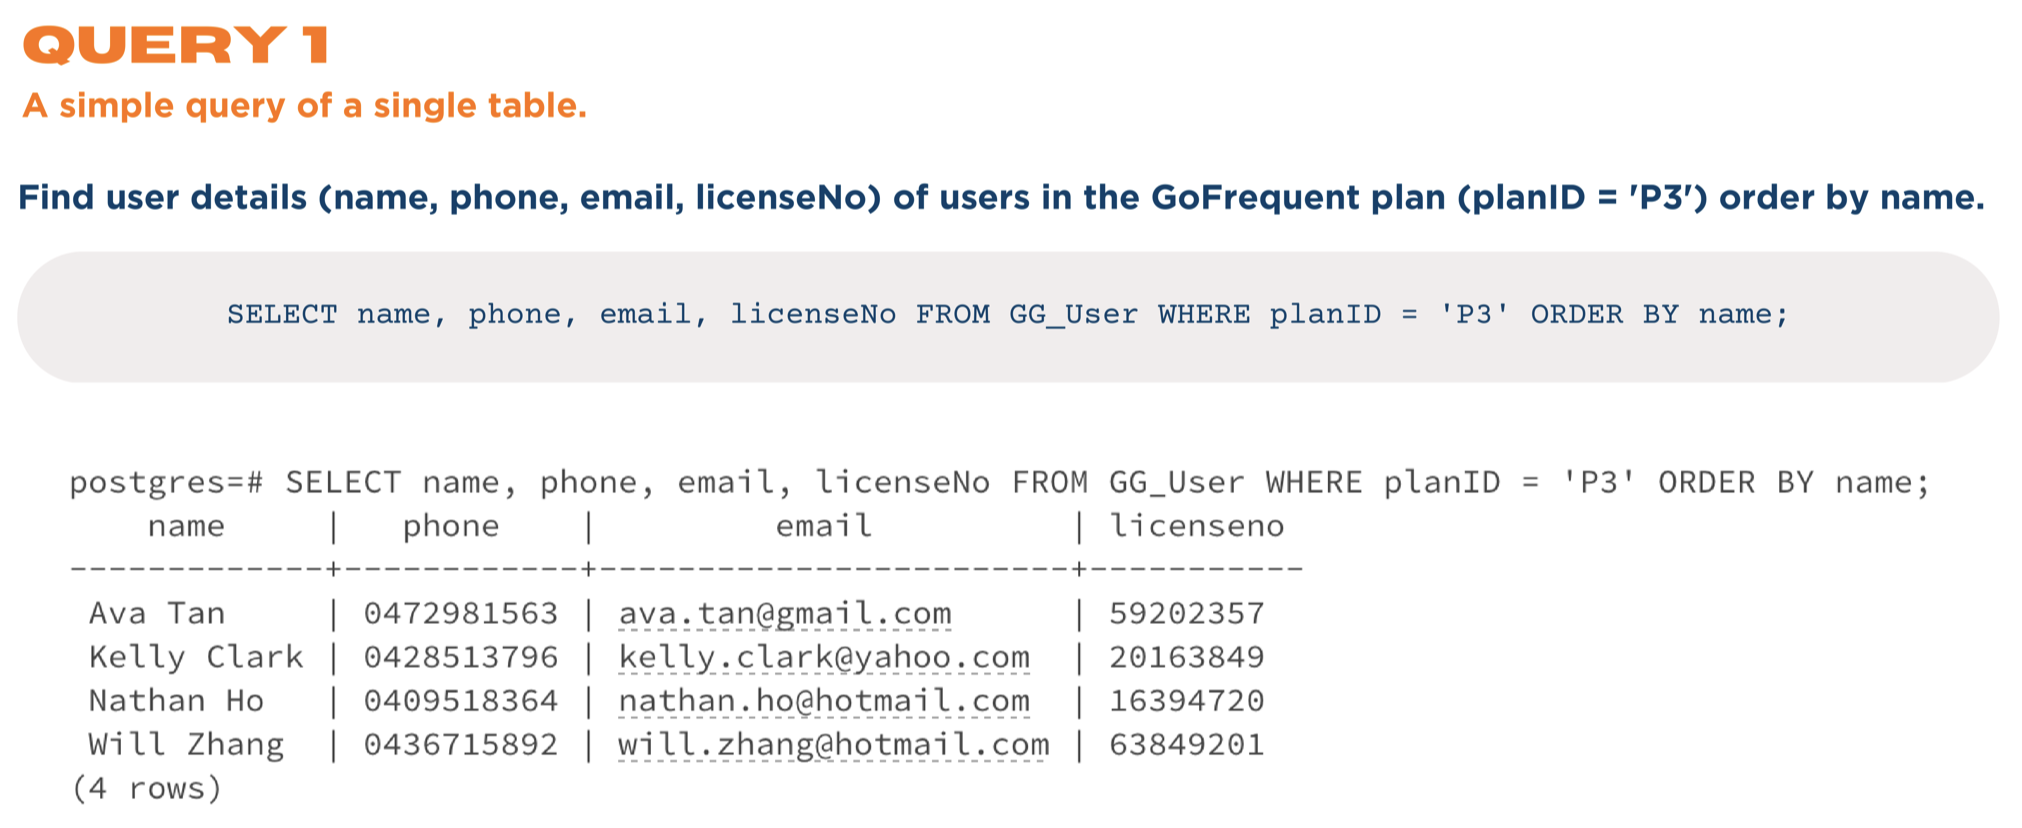 QUERY 1
A simple query of a single table.
Find user details (name, phone, email, licenseNo) of users in the GoFrequent plan (planID = 'P3') order by name.
SELECT name, phone, email, licenseNo FROM GG_User WHERE planID = 'P3' ORDER BY name;
postgres=# SELECT name, phone, email, licenseNo FROM GG_User WHERE planID = 'P3' ORDER BY name;
    name     |   phone    |          email          | licenseno
-------------+------------+-------------------------+-----------
 Ava Tan     | 0472981563 | ava.tan@gmail.com       | 59202357
 Kelly Clark | 0428513796 | kelly.clark@yahoo.com   | 20163849
 Nathan Ho   | 0409518364 | nathan.ho@hotmail.com   | 16394720
 Will Zhang  | 0436715892 | will.zhang@hotmail.com  | 63849201
(4 rows)